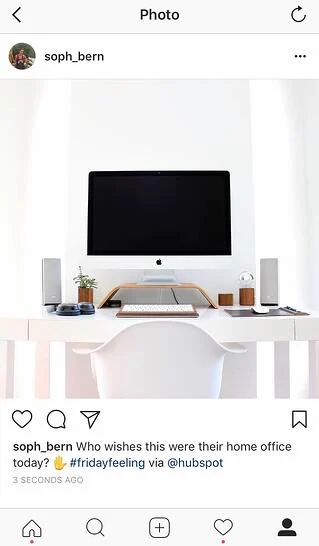 Photo
soph_bern
soph_bern Who wishes this were their home office
today? ✋ #fridayfeeling via @hubspot
3 SECONDS AGO